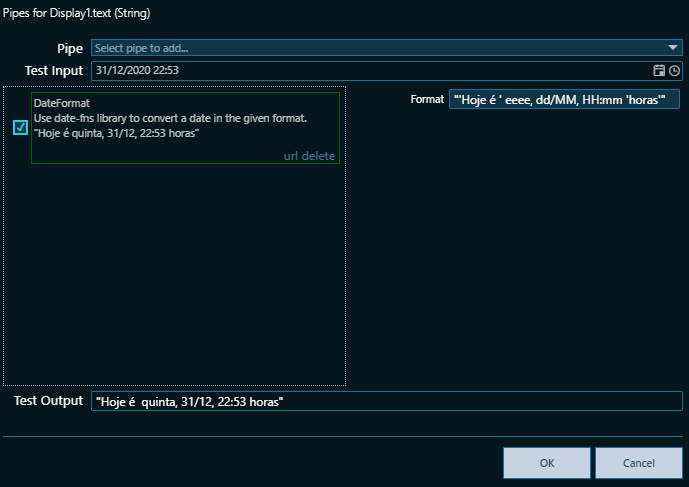 Pipes for Display1.text (String)
Pipe
Select pipe to add...
Test Input
31/12/2020 22:53
DateFormat
Use date-fns library to convert a date in the given format.
"Hoje é quinta, 31/12, 22:53 horas"
url delete
Format
"'Hoje é ' eeee, dd/MM, HH:mm 'horas'"
Test Output
"Hoje é  quinta, 31/12, 22:53 horas"
OK
Cancel